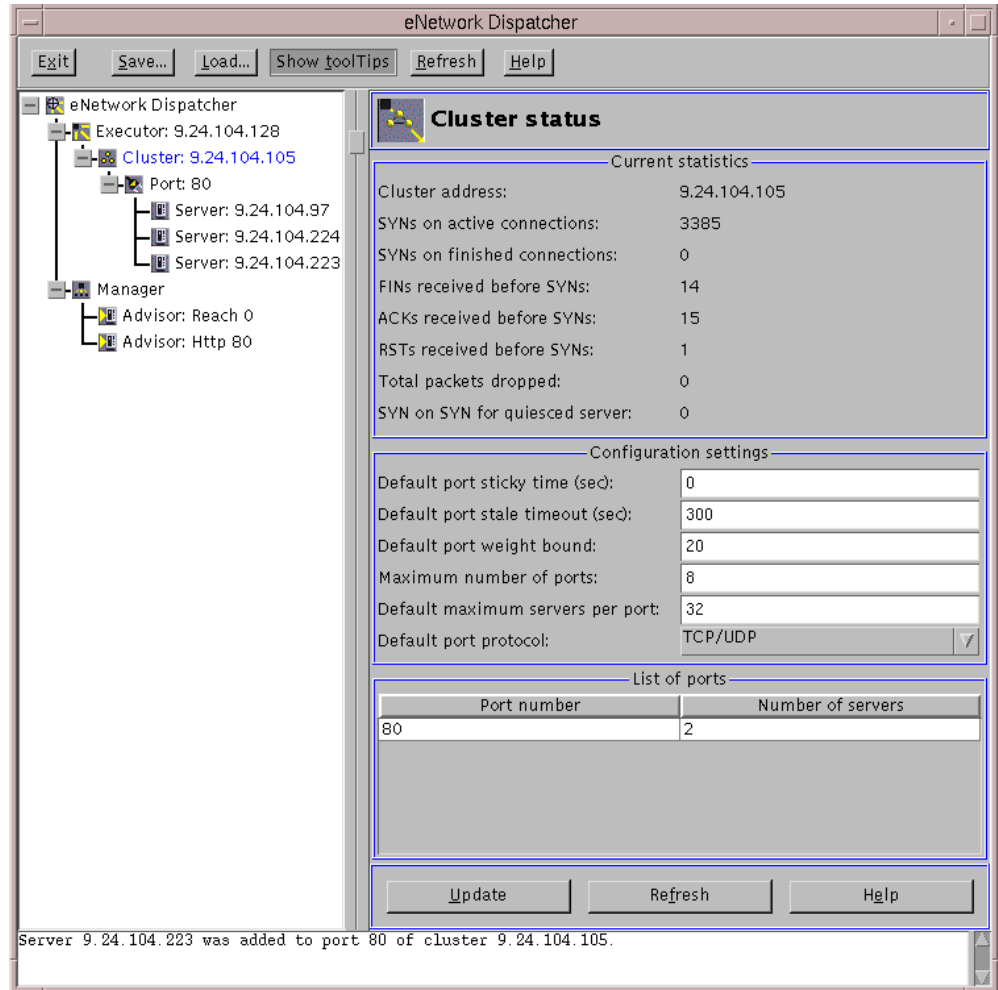 eNetwork Dispatcher
Exit Save... Load... Show toolTips Refresh Help
eNetwork Dispatcher
Executor: 9.24.104.128
Cluster: 9.24.104.105
Port: 80
Server: 9.24.104.97
Server: 9.24.104.224
Server: 9.24.104.223
Manager
Advisor: Reach 0
Advisor: Http 80
Cluster status
Current statistics
Cluster address: 9.24.104.105
SYNs on active connections: 3385
SYNs on finished connections: 0
FINs received before SYNs: 14
ACKs received before SYNs: 15
RSTs received before SYNs: 1
Total packets dropped: 0
SYN on SYN for quiesced server: 0
Configuration settings
Default port sticky time (sec): 0
Default port stale timeout (sec): 300
Default port weight bound: 20
Maximum number of ports: 8
Default maximum servers per port: 32
Default port protocol: TCP/UDP
List of ports
Port number Number of servers
80 2
Update Refresh Help
Server 9.24.104.223 was added to port 80 of cluster 9.24.104.105.